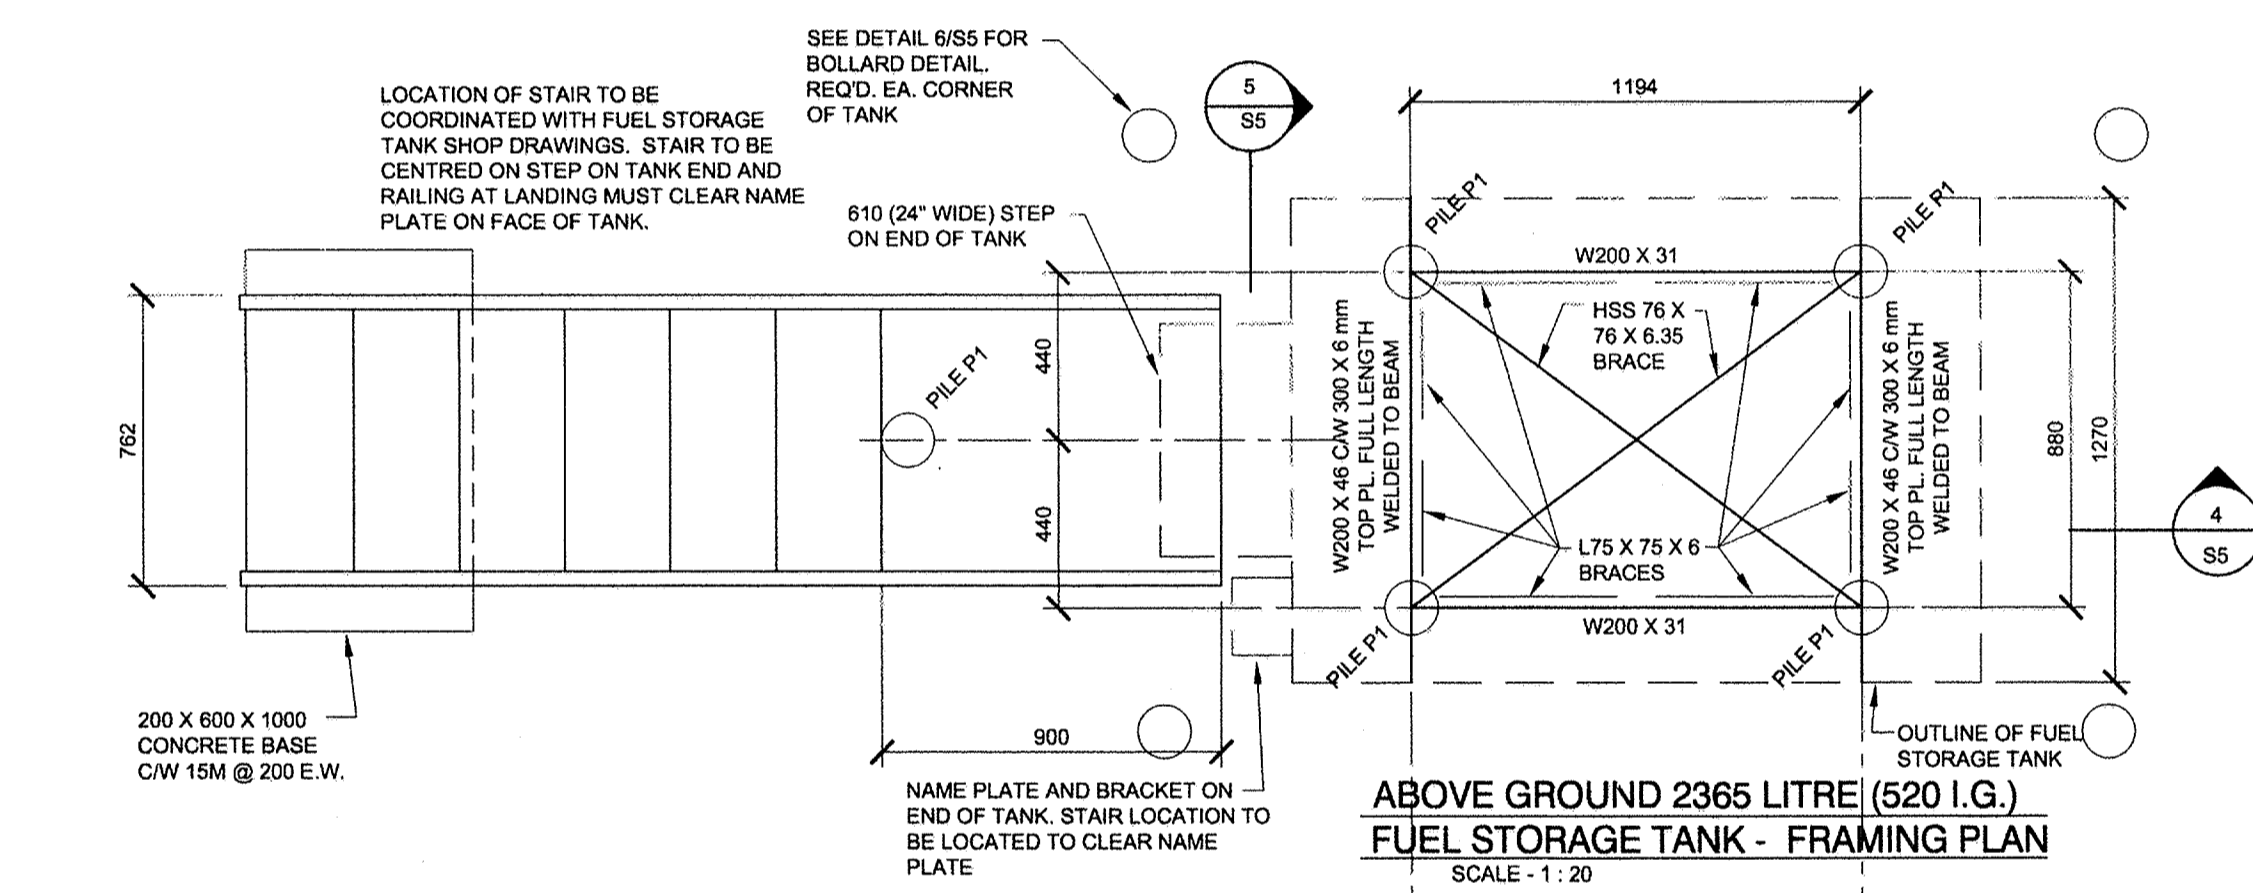 SEE DETAIL 6/S5 FOR
BOLLARD DETAIL.
REQ'D. EA. CORNER
OF TANK
LOCATION OF STAIR TO BE
COORDINATED WITH FUEL STORAGE
TANK SHOP DRAWINGS. STAIR TO BE
CENTRED ON STEP ON TANK END AND
RAILING AT LANDING MUST CLEAR NAME
PLATE ON FACE OF TANK.
610 (24" WIDE) STEP
ON END OF TANK
5
S5
1194
PILE P1
PILE P1
W200 X 31
HSS 76 X
76 X 6.35
BRACE
W200 X 46 C/W 300 X 6 mm
TOP PL. FULL LENGTH
WELDED TO BEAM
W200 X 46 C/W 300 X 6 mm
TOP PL. FULL LENGTH
WELDED TO BEAM
762
PILE P1
440
440
880
1270
4
S5
L75 X 75 X 6
BRACES
W200 X 31
PILE P1
PILE P1
200 X 600 X 1000
CONCRETE BASE
C/W 15M @ 200 E.W.
900
NAME PLATE AND BRACKET ON
END OF TANK. STAIR LOCATION TO
BE LOCATED TO CLEAR NAME
PLATE
OUTLINE OF FUEL
STORAGE TANK
ABOVE GROUND 2365 LITRE (520 I.G.)
FUEL STORAGE TANK - FRAMING PLAN
SCALE - 1 : 20